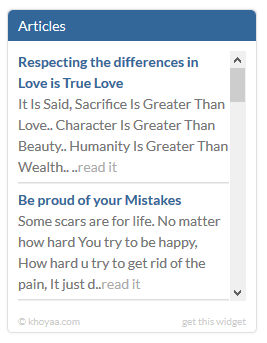 Articles
Respecting the differences in
Love is True Love
It Is Said, Sacrifice Is Greater Than
Love.. Character Is Greater Than
Beauty.. Humanity Is Greater Than
Wealth.. ..read it
Be proud of your Mistakes
Some scars are for life. No matter
how hard You try to be happy,
How hard u try to get rid of the
pain, It just d..read it
© khoyaa.com get this widget